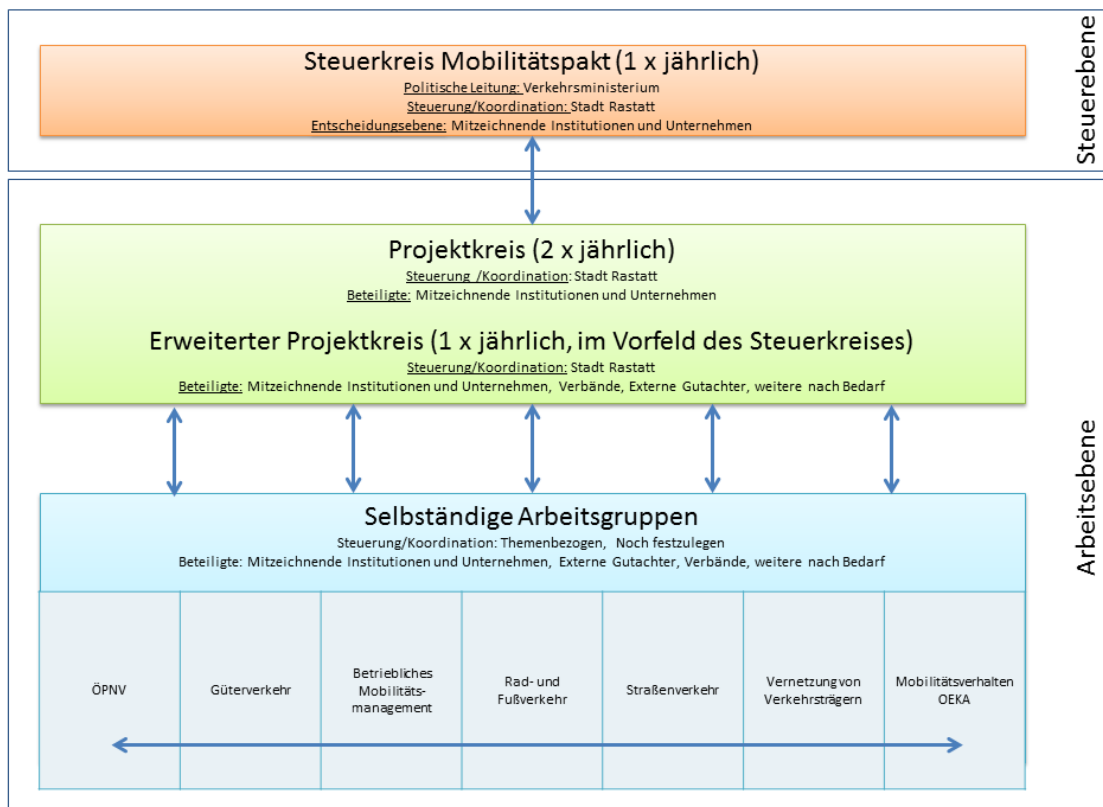 Steuerkreis Mobilitätspakt (1 x jährlich)
Politische Leitung: Verkehrsministerium
Steuerung/Koordination: Stadt Rastatt
Entscheidungsebene: Mitzeichnende Institutionen und Unternehmen
Steuerebene
Projektkreis (2 x jährlich)
Steuerung /Koordination: Stadt Rastatt
Beteiligte: Mitzeichnende Institutionen und Unternehmen
Erweiterter Projektkreis (1 x jährlich, im Vorfeld des Steuerkreises)
Steuerung/Koordination: Stadt Rastatt
Beteiligte: Mitzeichnende Institutionen und Unternehmen, Verbände, Externe Gutachter, weitere nach Bedarf
Arbeitsebene
Selbständige Arbeitsgruppen
Steuerung/Koordination: Themenbezogen, Noch festzulegen
Beteiligte: Mitzeichnende Institutionen und Unternehmen, Externe Gutachter, Verbände, weitere nach Bedarf
ÖPNV
Güterverkehr
Betriebliches
Mobilitäts-
management
Rad- und
Fußverkehr
Straßenverkehr
Vernetzung von
Verkehrsträgern
Mobilitätsverhalten
OEKA